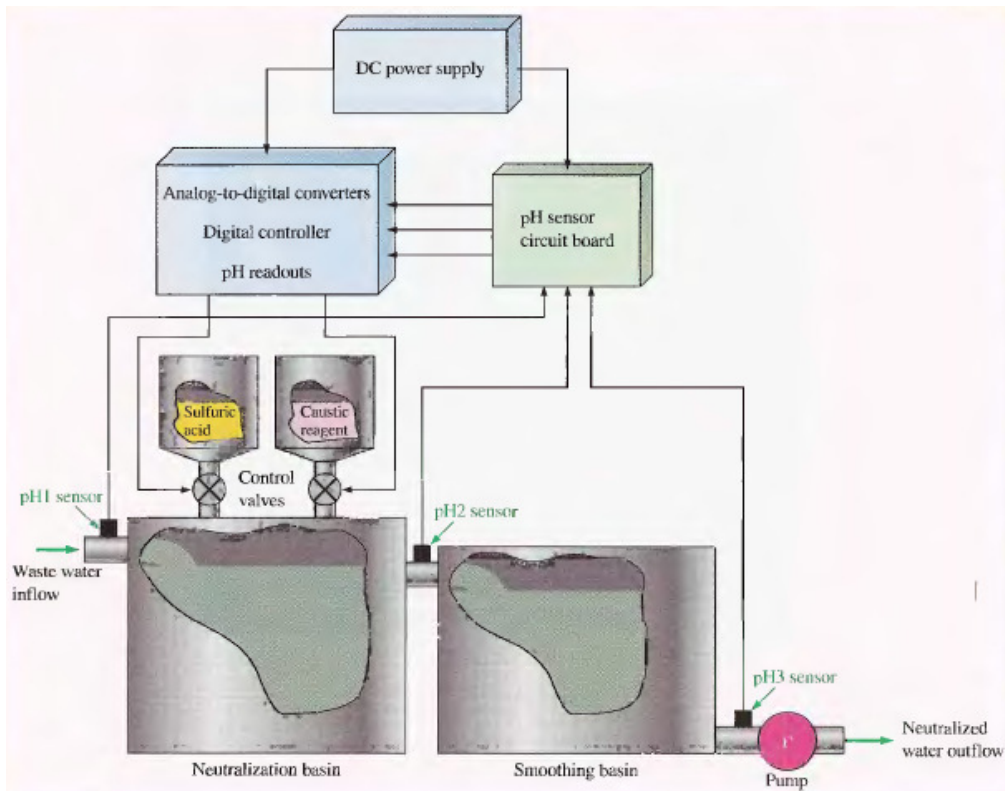 DC power supply
Analog-to-digital converters
Digital controller
pH readouts
pH sensor
circuit board
Sulfuric
acid
Caustic
reagent
Control
valves
pH1 sensor
pH2 sensor
Waste water
inflow
pH3 sensor
Neutralized
water outflow
Neutralization basin
Smoothing basin
Pump